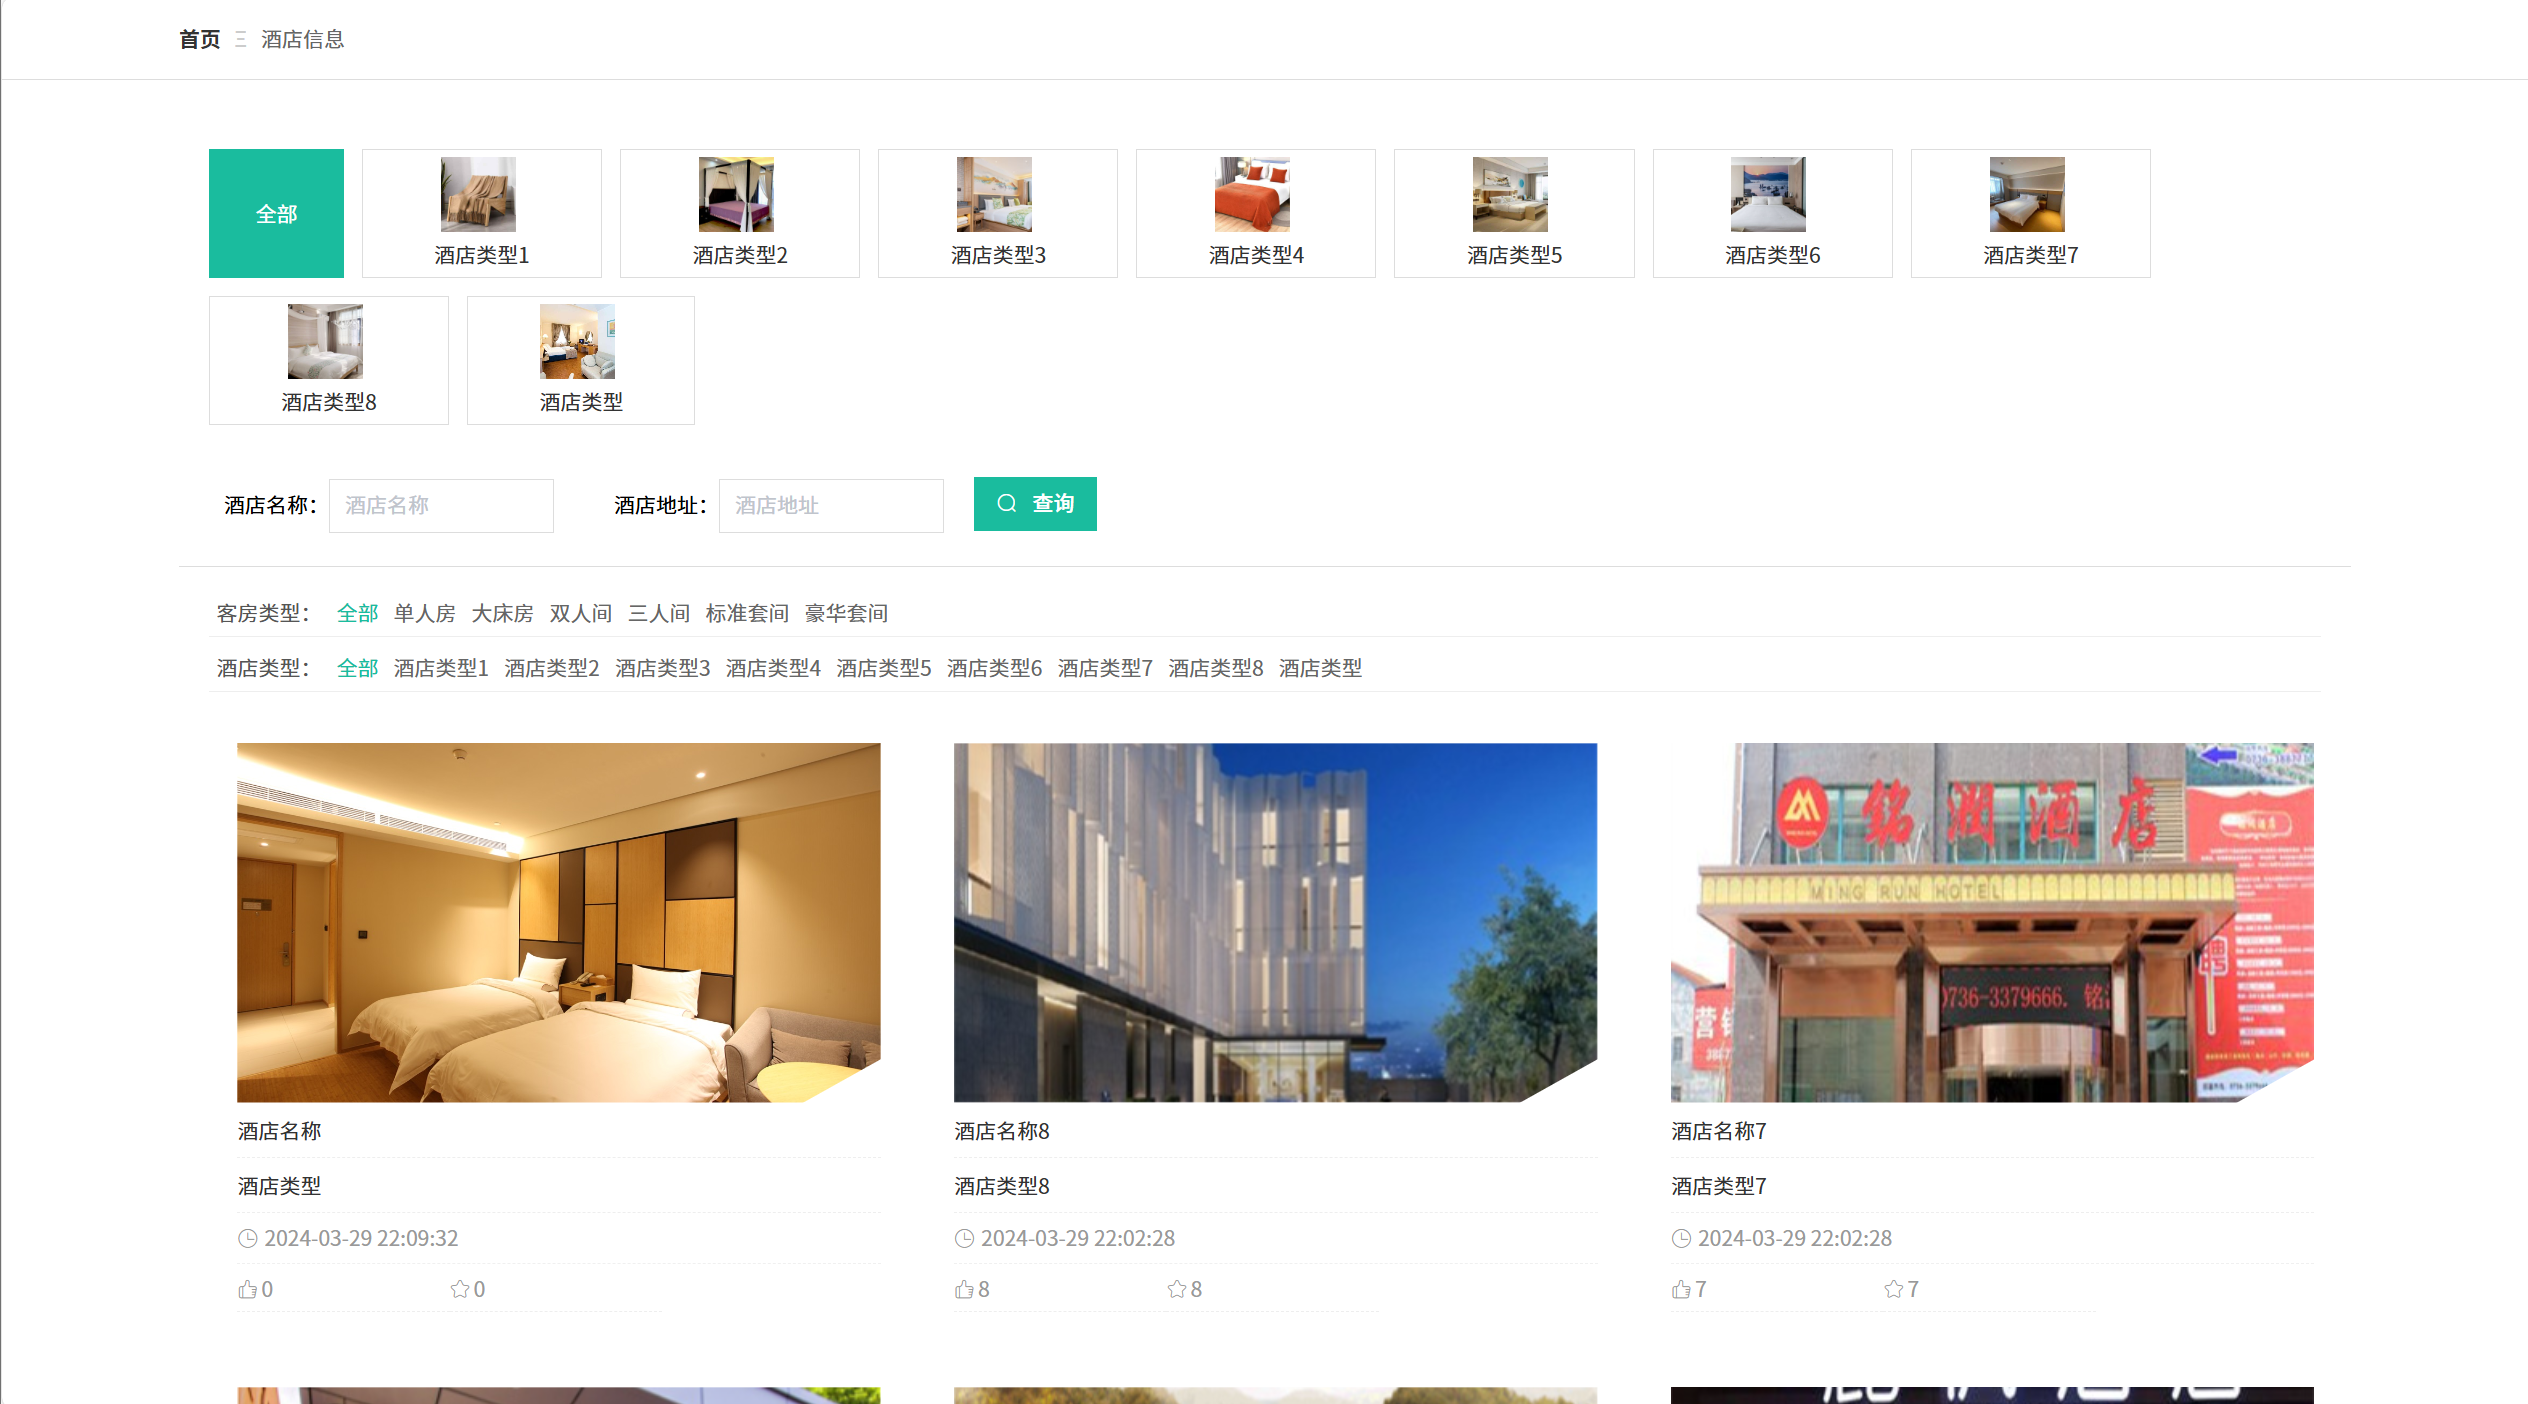 首页 酒店信息
全部
酒店类型1
酒店类型2
酒店类型3
酒店类型4
酒店类型5
酒店类型6
酒店类型7
酒店类型8
酒店类型
酒店名称： 酒店名称 酒店地址： 酒店地址 查询
客房类型： 全部 单人房 大床房 双人间 三人间 标准套间 豪华套间
酒店类型： 全部 酒店类型1 酒店类型2 酒店类型3 酒店类型4 酒店类型5 酒店类型6 酒店类型7 酒店类型8 酒店类型
铭润酒店
MING RUN HOTEL
0736-3379666. 铭
营销
聘
酒店名称
酒店类型
2024-03-29 22:09:32
0 0
酒店名称8
酒店类型8
2024-03-29 22:02:28
8 8
酒店名称7
酒店类型7
2024-03-29 22:02:28
7 7